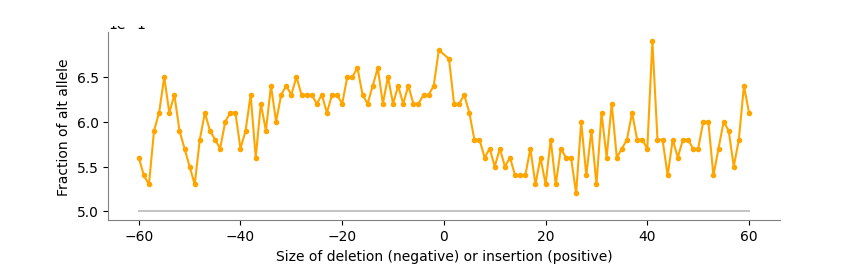 6.5
6.0
5.5
5.0
Fraction of alt allele
−60 −40 −20 0 20 40 60
Size of deletion (negative) or insertion (positive)